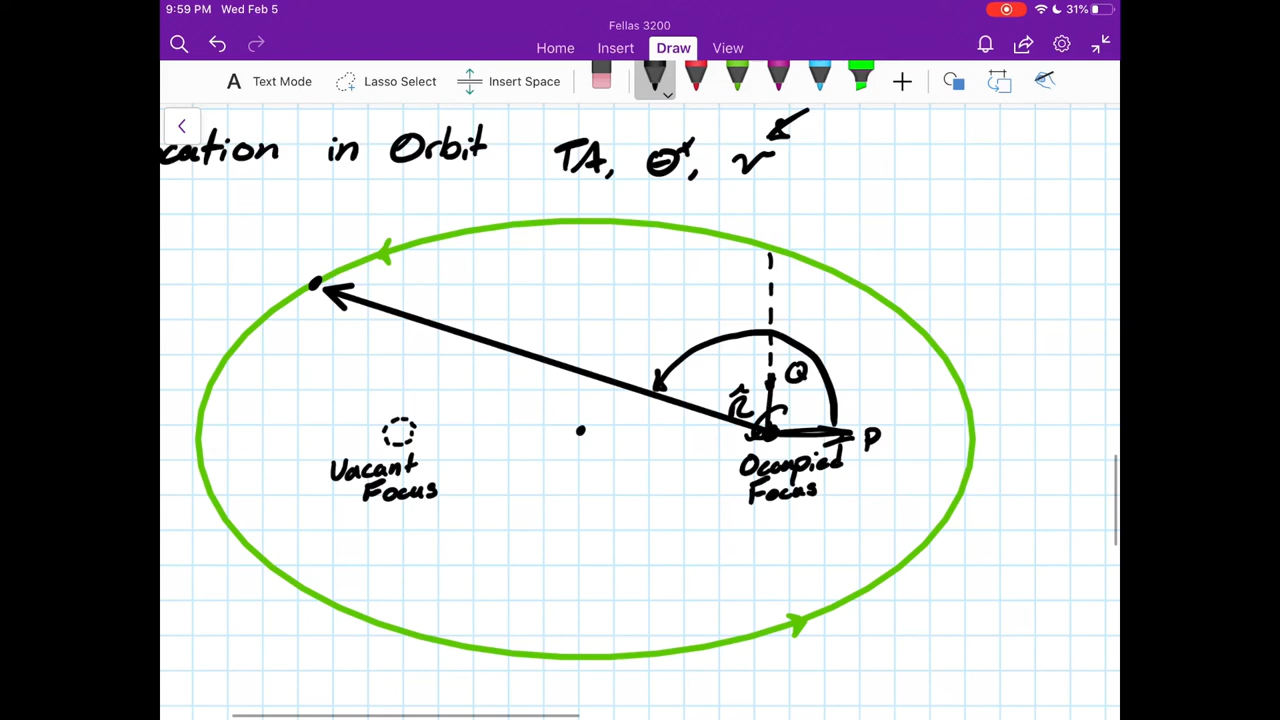 9:59 PM Wed Feb 5
31%
Fellas 3200
Home Insert Draw View
A Text Mode Lasso Select Insert Space
cation in Orbit TA, θ*, ν
Q
R̂
P
Occupied
Focus
Vacant
Focus